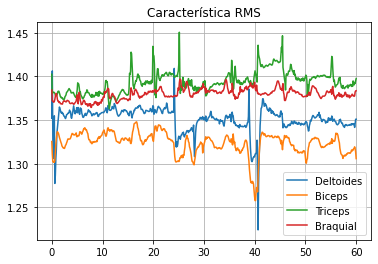 Característica RMS
1.45
1.40
1.35
1.30
1.25
0 10 20 30 40 50 60
Deltoides
Biceps
Triceps
Braquial